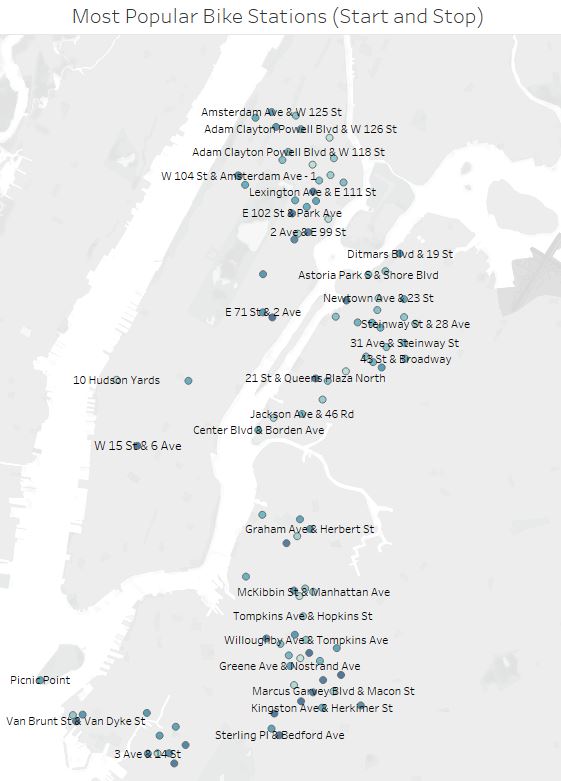 Most Popular Bike Stations (Start and Stop)
Amsterdam Ave & W 125 St
Adam Clayton Powell Blvd & W 126 St
Adam Clayton Powell Blvd & W 118 St
W 104 St & Amsterdam Ave - 1
Lexington Ave & E 111 St
E 102 St & Park Ave
2 Ave & E 99 St
Ditmars Blvd & 19 St
Astoria Park S & Shore Blvd
Newtown Ave & 23 St
E 71 St & 2 Ave
Steinway St & 28 Ave
31 Ave & Steinway St
45 St & Broadway
10 Hudson Yards
21 St & Queens Plaza North
Jackson Ave & 46 Rd
Center Blvd & Borden Ave
W 15 St & 6 Ave
Graham Ave & Herbert St
McKibbin St & Manhattan Ave
Tompkins Ave & Hopkins St
Willoughby Ave & Tompkins Ave
Greene Ave & Nostrand Ave
Picnic Point
Marcus Garvey Blvd & Macon St
Kingston Ave & Herkimer St
Van Brunt St & Van Dyke St
Sterling Pl & Bedford Ave
3 Ave & 14 St